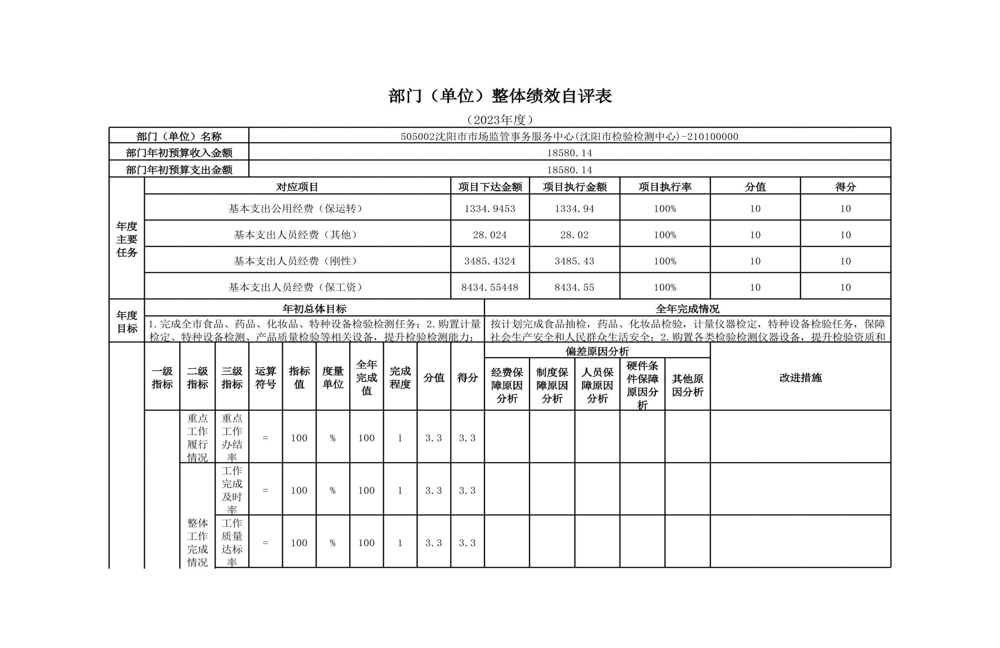 部门（单位）整体绩效自评表
（2023年度）
部门（单位）名称 505002沈阳市市场监管事务服务中心(沈阳市检验检测中心)-210100000
部门年初预算收入金额 18580.14
部门年初预算支出金额 18580.14
年度主要任务 对应项目 项目下达金额 项目执行金额 项目执行率 分值 得分
基本支出公用经费（保运转） 1334.9453 1334.94 100% 10 10
基本支出人员经费（其他） 28.024 28.02 100% 10 10
基本支出人员经费（刚性） 3485.4324 3485.43 100% 10 10
基本支出人员经费（保工资） 8434.55448 8434.55 100% 10 10
年度目标 年初总体目标 全年完成情况
1.完成全市食品、药品、化妆品、特种设备检验检测任务；2.购置计量
检定、特种设备检测、产品质量检验等相关设备，提升检验检测能力；
按计划完成食品抽检，药品、化妆品检验，计量仪器检定，特种设备检验任务，保障
社会生产安全和人民群众生活安全；2.购置各类检验检测仪器设备，提升检验资质和
一级指标 二级指标 三级指标 运算符号 指标值 度量单位 全年完成值 完成程度 分值 得分 偏差原因分析 改进措施
经费保障原因分析 制度保障原因分析 人员保障原因分析 硬件条件保障原因分析 其他原因分析
重点工作履行情况 重点工作办结率 = 100 % 100 1 3.3 3.3
整体工作完成情况 工作完成及时率 = 100 % 100 1 3.3 3.3
工作质量达标率 = 100 % 100 1 3.3 3.3